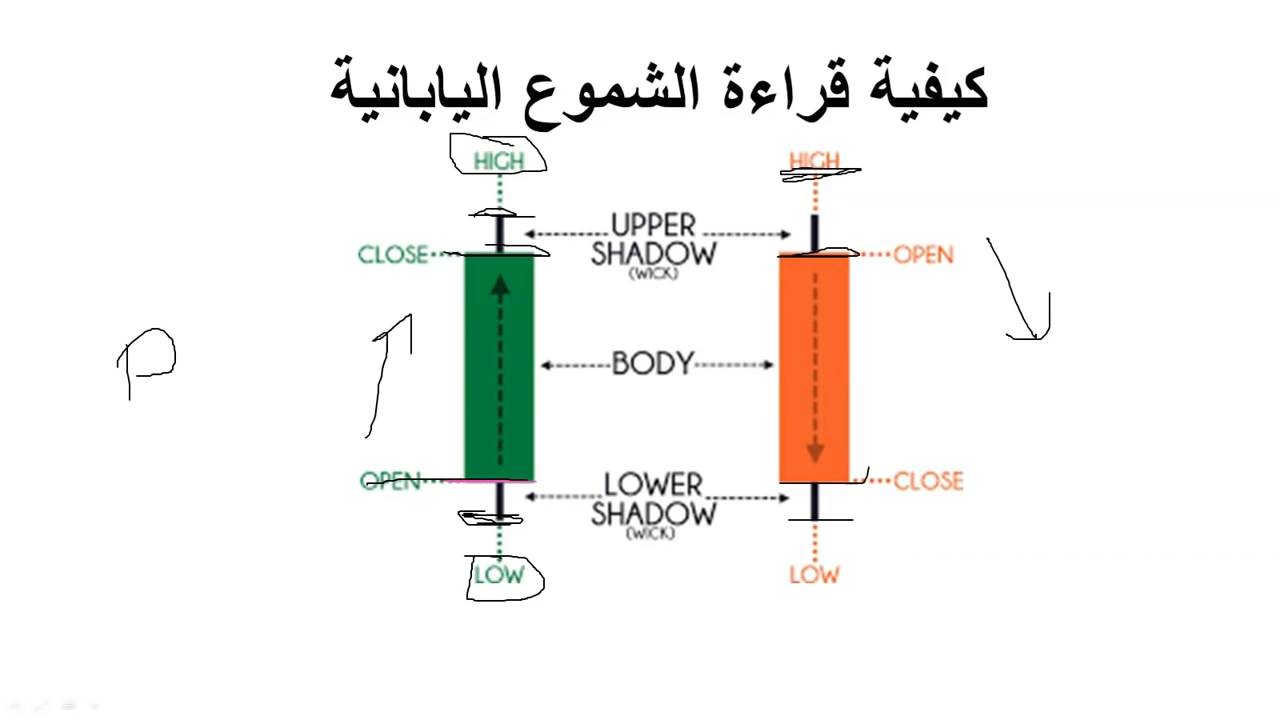 كيفية قراءة الشموع اليابانية
HIGH
HIGH
UPPER
SHADOW
(WICK)
CLOSE
OPEN
BODY
P
OPEN
CLOSE
LOWER
SHADOW
(WICK)
LOW
LOW